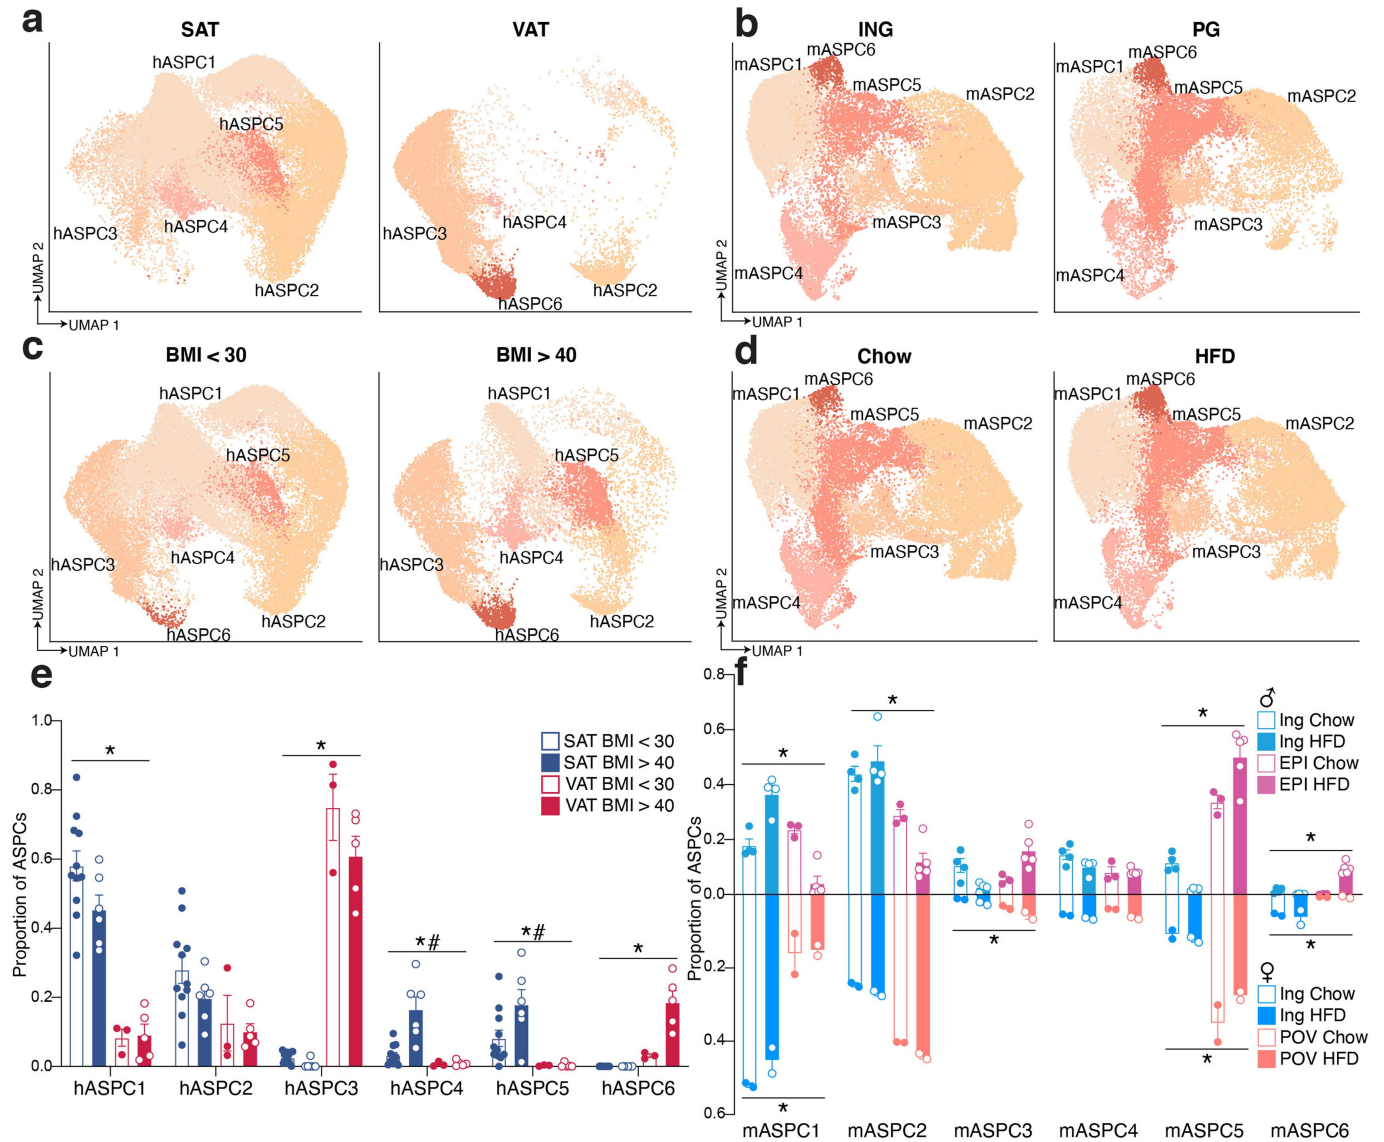 a
SAT
VAT
hASPC1
hASPC5
hASPC3
hASPC4
hASPC2
hASPC3
hASPC4
hASPC6
hASPC2
UMAP 2
UMAP 1
b
ING
PG
mASPC6
mASPC1
mASPC5
mASPC2
mASPC3
mASPC4
mASPC6
mASPC1
mASPC5
mASPC2
mASPC3
mASPC4
UMAP 2
UMAP 1
c
BMI < 30
BMI > 40
hASPC1
hASPC5
hASPC3
hASPC4
hASPC6
hASPC2
hASPC1
hASPC5
hASPC3
hASPC4
hASPC6
hASPC2
UMAP 2
UMAP 1
d
Chow
HFD
mASPC6
mASPC1
mASPC5
mASPC2
mASPC3
mASPC4
mASPC6
mASPC1
mASPC5
mASPC2
mASPC3
mASPC4
UMAP 2
UMAP 1
e
Proportion of ASPCs
1.0
0.8
0.6
0.4
0.2
0.0
*
*
*#
*#
*
SAT BMI < 30
SAT BMI > 40
VAT BMI < 30
VAT BMI > 40
hASPC1
hASPC2
hASPC3
hASPC4
hASPC5
hASPC6
f
Proportion of ASPCs
0.8
0.6
0.4
0.2
0.0
0.2
0.4
0.6
*
*
*
*
♂
Ing Chow
Ing HFD
EPI Chow
EPI HFD
*
*
*
*
♀
Ing Chow
Ing HFD
POV Chow
POV HFD
mASPC1
mASPC2
mASPC3
mASPC4
mASPC5
mASPC6